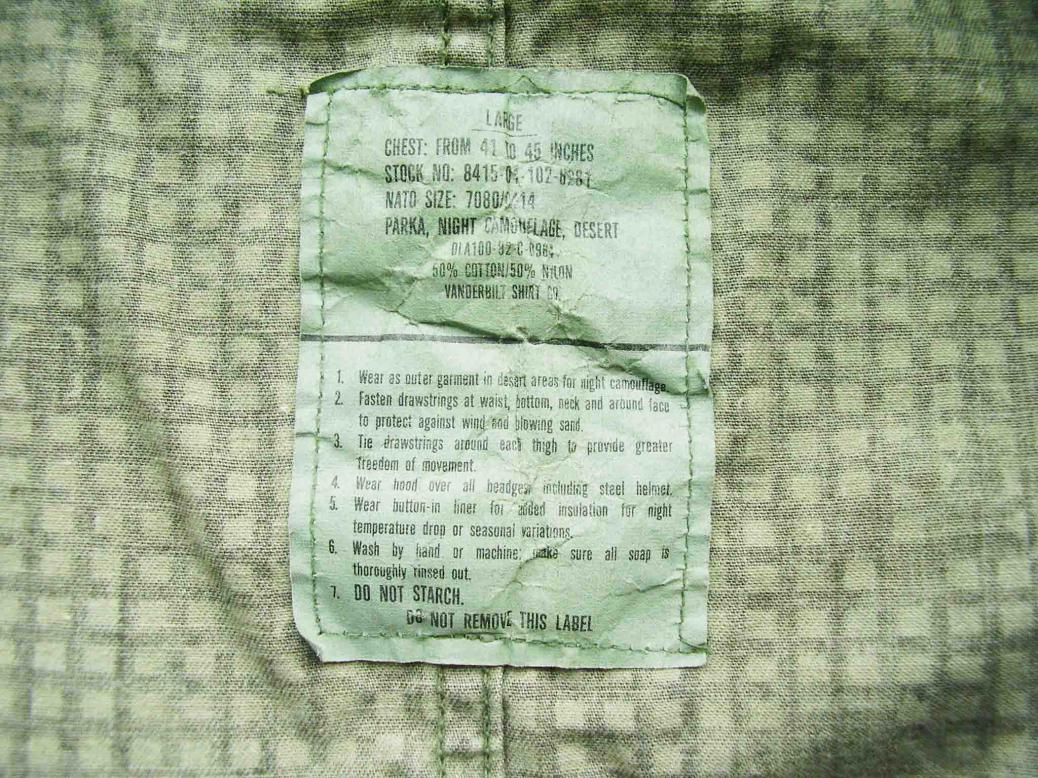 LARGE
CHEST: FROM 41 to 45 INCHES
STOCK NO: 
NATO SIZE: 
PARKA, NIGHT CAMOUFLAGE, DESERT
50% COTTON/50% NYLON
VANDERBILT SHIRT CO.
1. Wear as outer garment in desert areas for night camouflage
2. Fasten drawstrings at waist, bottom, neck and around face
to protect against wind and blowing sand.
3. Tie drawstrings around each thigh to provide greater
freedom of movement.
4. Wear hood over all headgear, including steel helmet.
5. Wear button-in liner for added insulation for night
temperature drop or seasonal variations.
6. Wash by hand or machine; make sure all soap is
thoroughly rinsed out.
7. DO NOT STARCH.
DO NOT REMOVE THIS LABEL